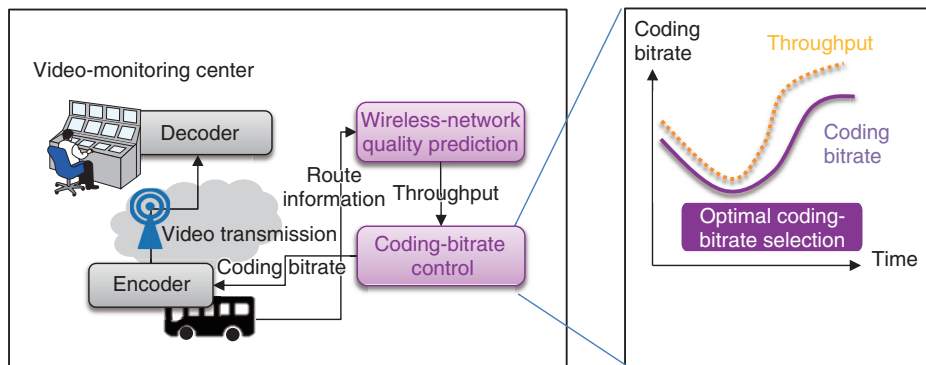 Video-monitoring center
Decoder
Wireless-network
quality prediction
Route
information
Throughput
Video transmission
Coding-bitrate
control
Coding bitrate
Encoder
Coding
bitrate
Throughput
Coding
bitrate
Optimal coding-
bitrate selection
Time